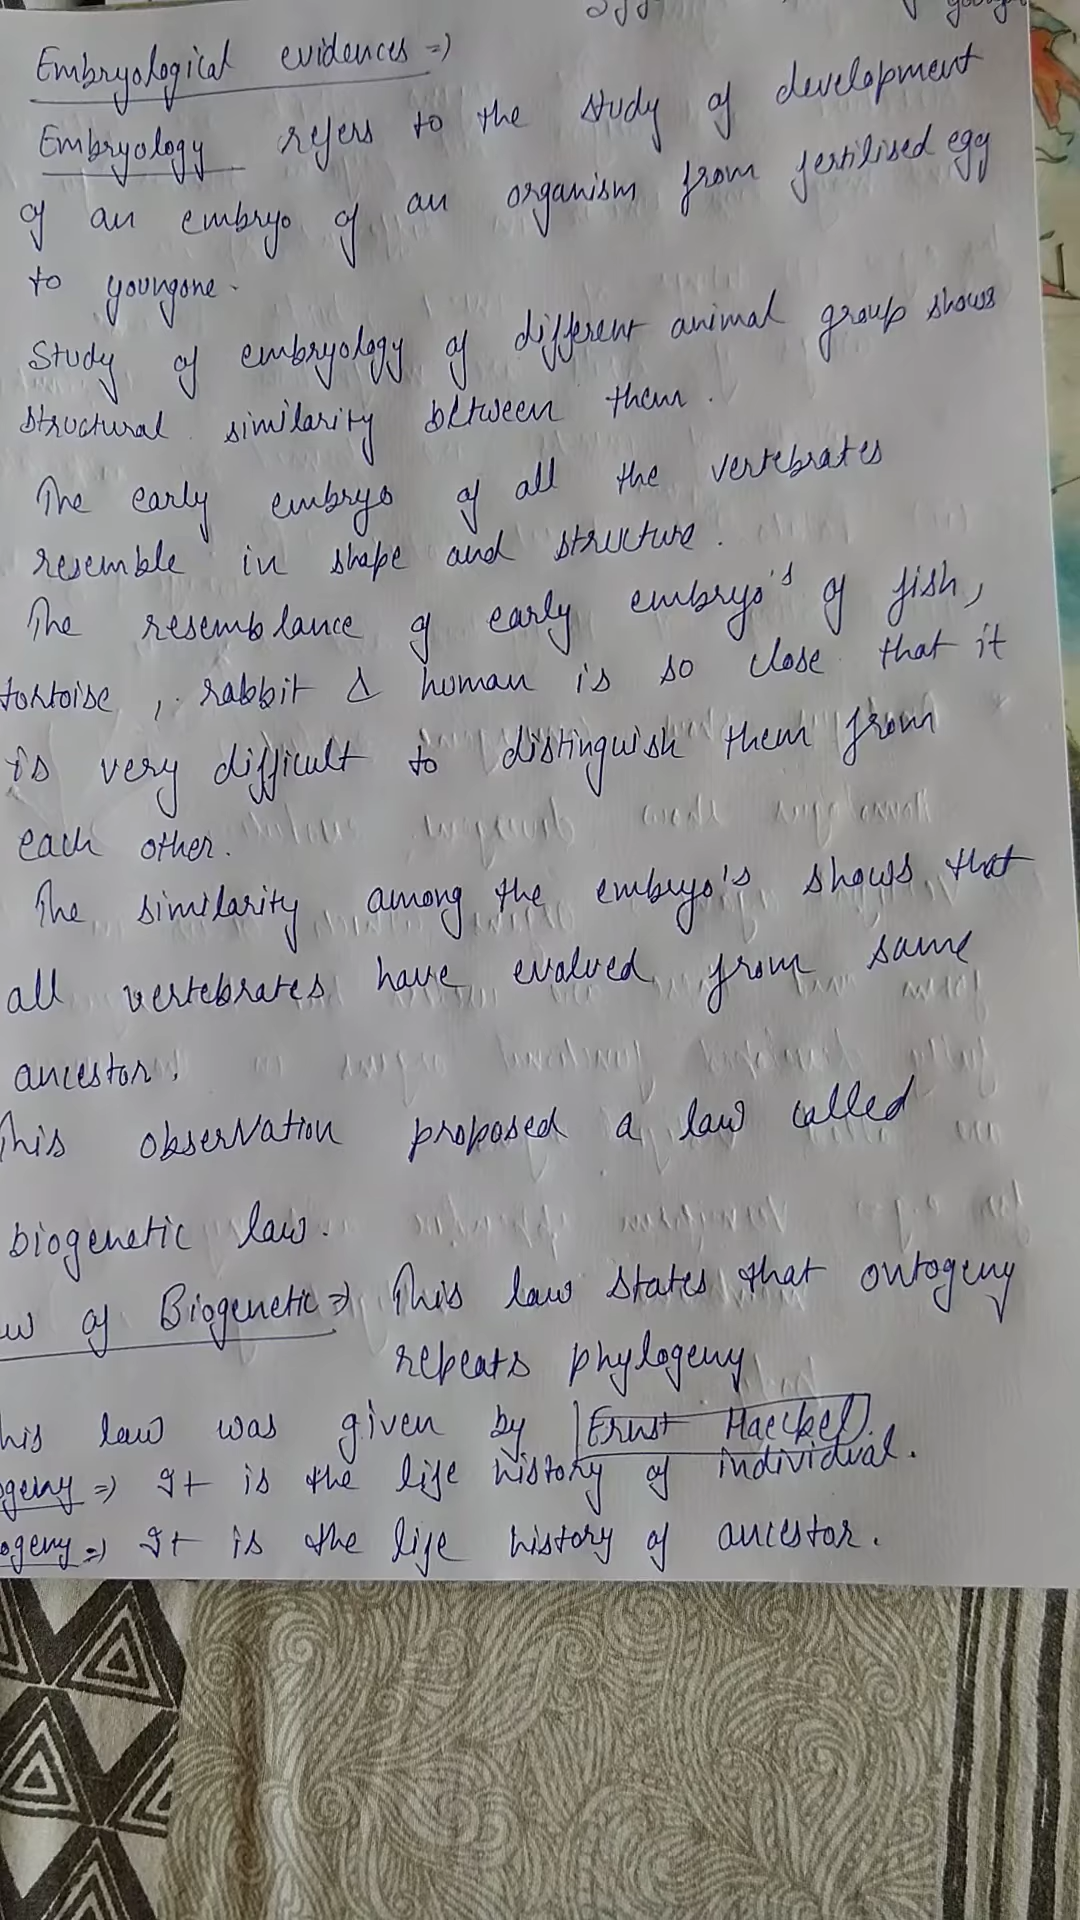 Embryological evidences =)
Embryology refers to the study of development
of an embryo of an organism from fertilised egg
to youngone.
Study of embryology of different animal group shows
structural similarity between them.
The early embryo of all the vertebrates
resemble in shape and structure.
The resemblance of early embryo's of fish,
tortoise, rabbit & human is so close that it
is very difficult to distinguish them from
each other.
The similarity among the embryo's shows that
all vertebrates have evolved from same
ancestor.
This observation proposed a law called
biogenetic law.
w of Biogenetic =) This law states that ontogeny
repeats phylogeny
his law was given by Ernst Haeckel.
ogeny =) It is the life history of individual.
ogeny =) It is the life history of ancestor.